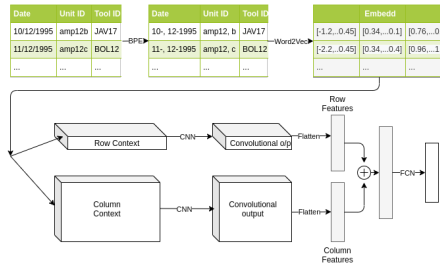 Date Unit ID Tool ID
10/12/1995 amp12b JAV17
11/12/1995 amp12c BOL12
... ... ...
BPE
Date Unit ID Tool ID
10-, 12-1995 amp12, b JAV17
11-, 12-1995 amp12, c BOL12
... ... ...
Word2Vec
Embedd
[-1.2,..0.45] [0.34,...0.1] [0.76,...0
[-2.2,..0.45] [0.34,...0.4] [0.96,...1
... ... ...
Row Context
CNN
Convolutional o/p
Flatten
Row
Features
Column
Context
CNN
Convolutional
output
Flatten
Column
Features
FCN